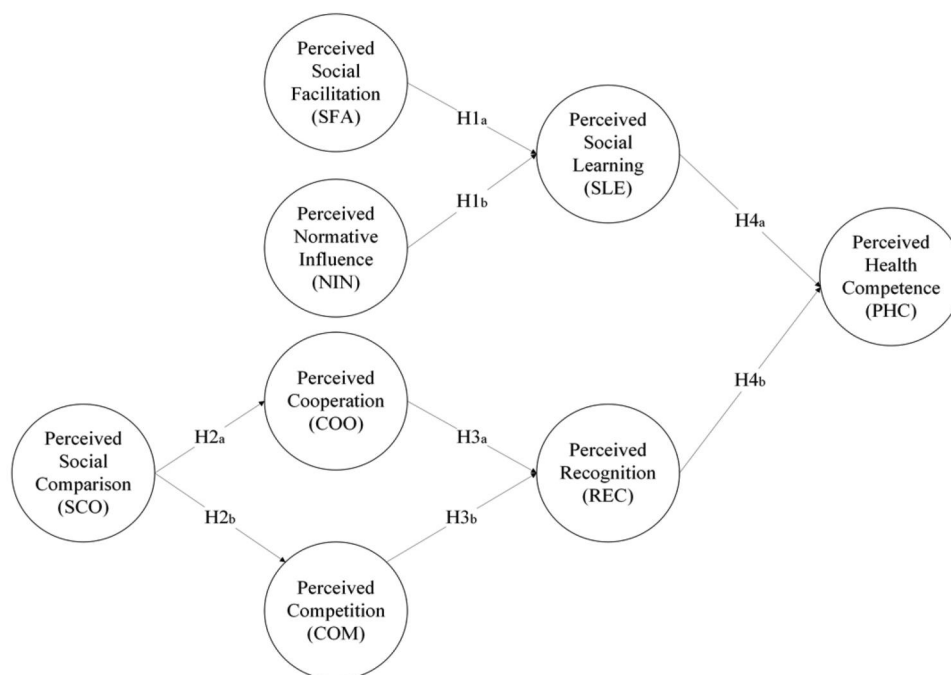 Perceived
Social
Facilitation
(SFA)
H1a
Perceived
Social
Learning
(SLE)
H1b
Perceived
Normative
Influence
(NIN)
H4a
Perceived
Health
Competence
(PHC)
Perceived
Cooperation
(COO)
H4b
H2a
H3a
Perceived
Social
Comparison
(SCO)
Perceived
Recognition
(REC)
H2b
H3b
Perceived
Competition
(COM)